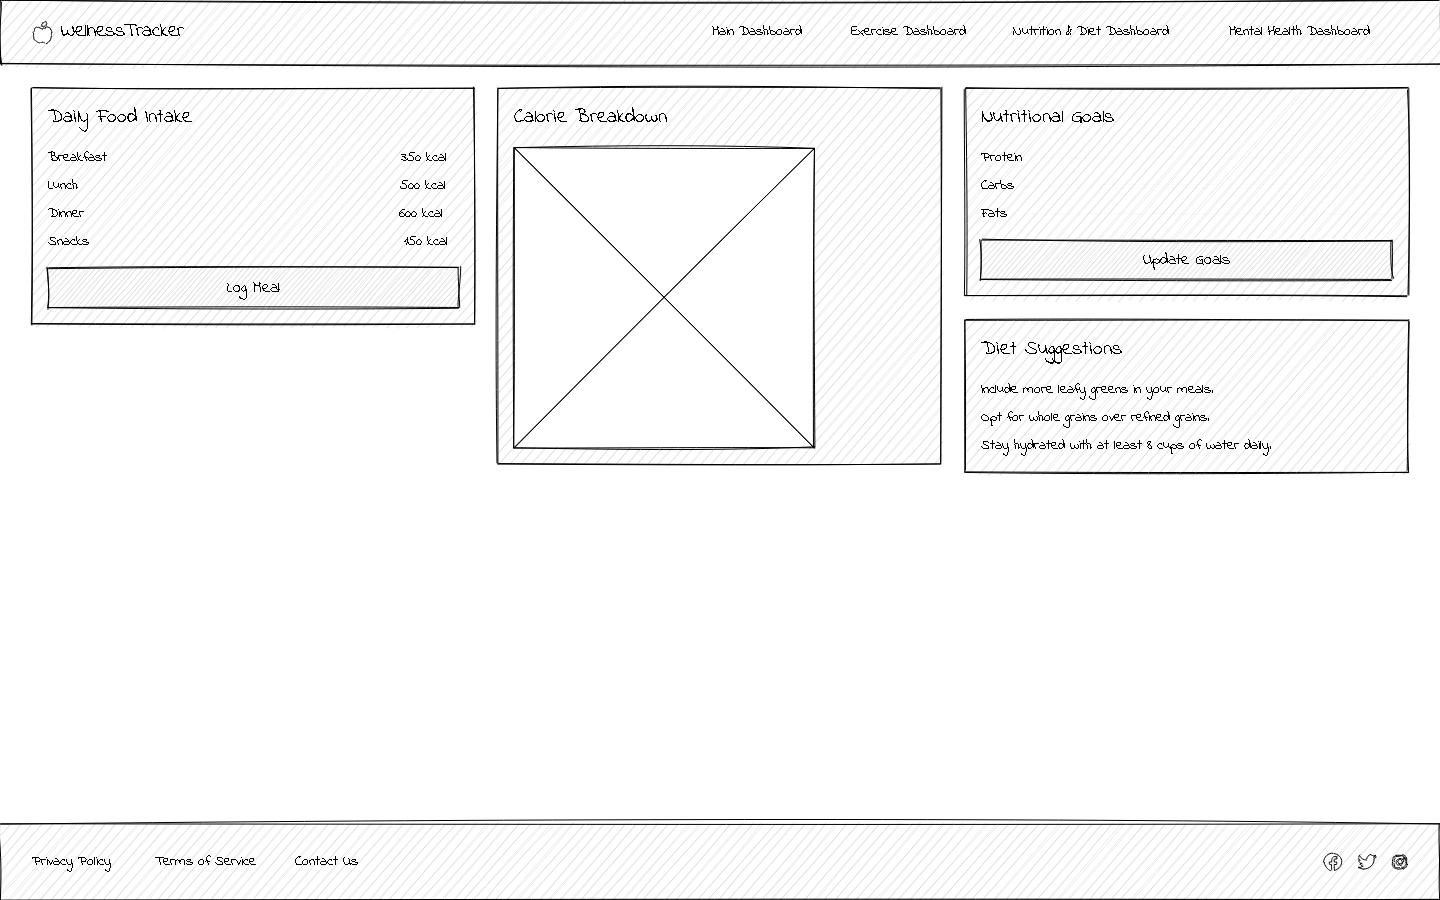 WellnessTracker
Main Dashboard
Exercise Dashboard
Nutrition & Diet Dashboard
Mental Health Dashboard
Daily Food Intake
Breakfast 350 kcal
Lunch 500 kcal
Dinner 600 kcal
Snacks 150 kcal
Log Meal
Calorie Breakdown
Nutritional Goals
Protein
Carbs
Fats
Update Goals
Diet Suggestions
Include more leafy greens in your meals.
Opt for whole grains over refined grains.
Stay hydrated with at least 8 cups of water daily.
Privacy Policy
Terms of Service
Contact Us